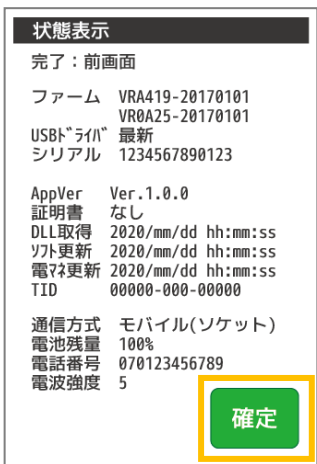 状態表示
完了：前画面
ファーム VRA419-20170101
VR0A25-20170101
USBﾄﾞﾗｲﾊﾞ 最新
シリアル 1234567890123
AppVer Ver.1.0.0
証明書 なし
DLL取得 2020/mm/dd hh:mm:ss
ｿﾌﾄ更新 2020/mm/dd hh:mm:ss
電ﾏﾈ更新 2020/mm/dd hh:mm:ss
TID 00000-000-00000
通信方式 モバイル(ソケット)
電池残量 100%
電話番号 070123456789
電波強度 5
確定